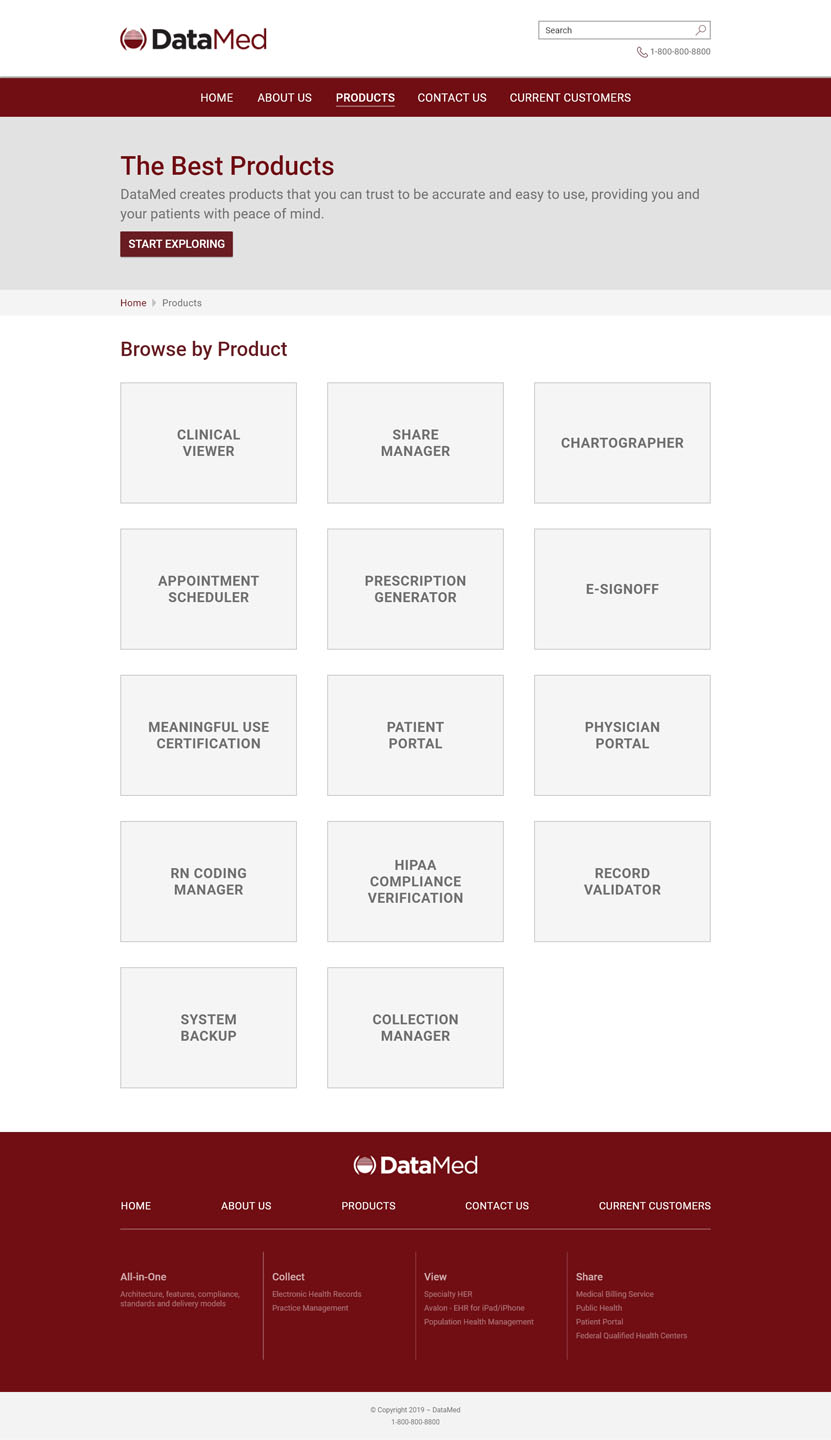 DataMed
Search
1-800-800-8800
HOME ABOUT US PRODUCTS CONTACT US CURRENT CUSTOMERS
The Best Products
DataMed creates products that you can trust to be accurate and easy to use, providing you and
your patients with peace of mind.
START EXPLORING
Home Products
Browse by Product
CLINICAL
VIEWER
SHARE
MANAGER
CHARTOGRAPHER
APPOINTMENT
SCHEDULER
PRESCRIPTION
GENERATOR
E-SIGNOFF
MEANINGFUL USE
CERTIFICATION
PATIENT
PORTAL
PHYSICIAN
PORTAL
RN CODING
MANAGER
HIPAA
COMPLIANCE
VERIFICATION
RECORD
VALIDATOR
SYSTEM
BACKUP
COLLECTION
MANAGER
DataMed
HOME ABOUT US PRODUCTS CONTACT US CURRENT CUSTOMERS
All-in-One
Architecture, features, compliance,
standards and delivery models
Collect
Electronic Health Records
Practice Management
View
Specialty HER
Avalon - EHR for iPad/iPhone
Population Health Management
Share
Medical Billing Service
Public Health
Patient Portal
Federal Qualified Health Centers
© Copyright 2019 – DataMed
1-800-800-8800